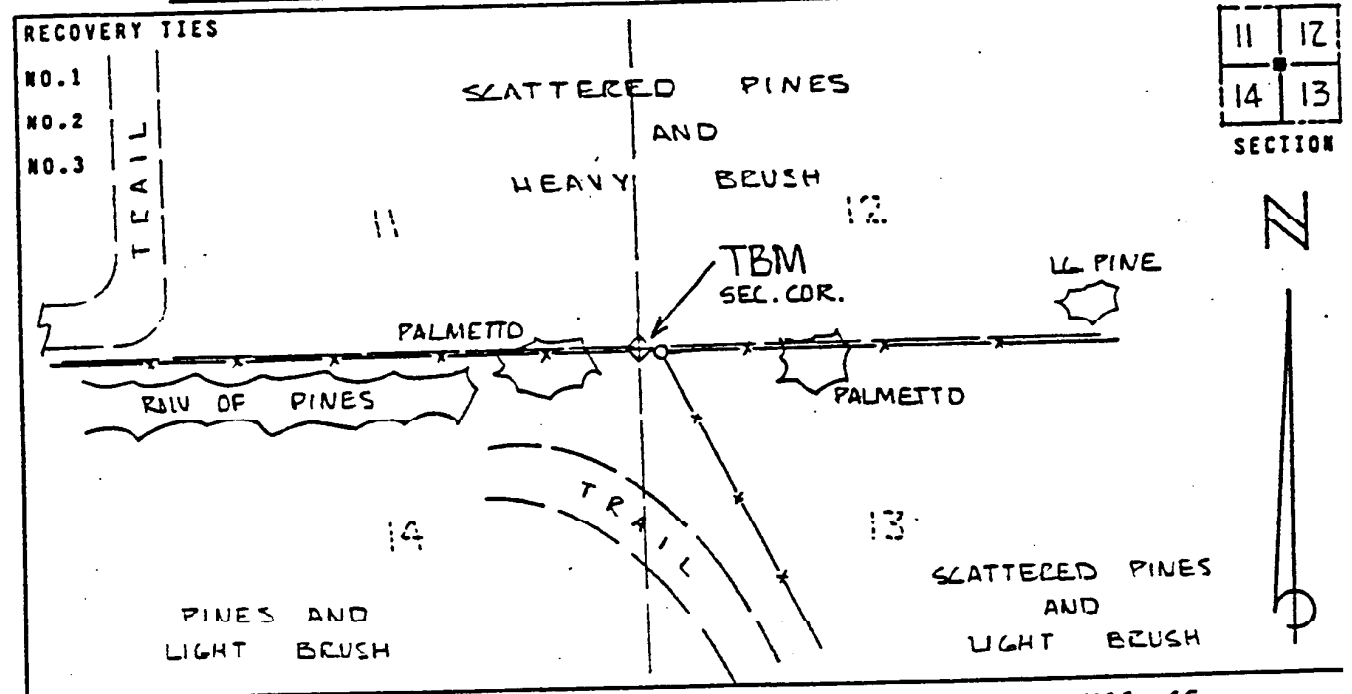 RECOVERY TIES
NO.1
NO.2
NO.3
TRAIL
SCATTERED PINES
AND
HEAVY BRUSH
11
12
11 12
14 13
SECTION
N
TBM
SEC. COR.
LG PINE
PALMETTO
ROW OF PINES
PALMETTO
TRAIL
14
13
PINES AND
LIGHT BRUSH
SCATTERED PINES
AND
LIGHT BRUSH